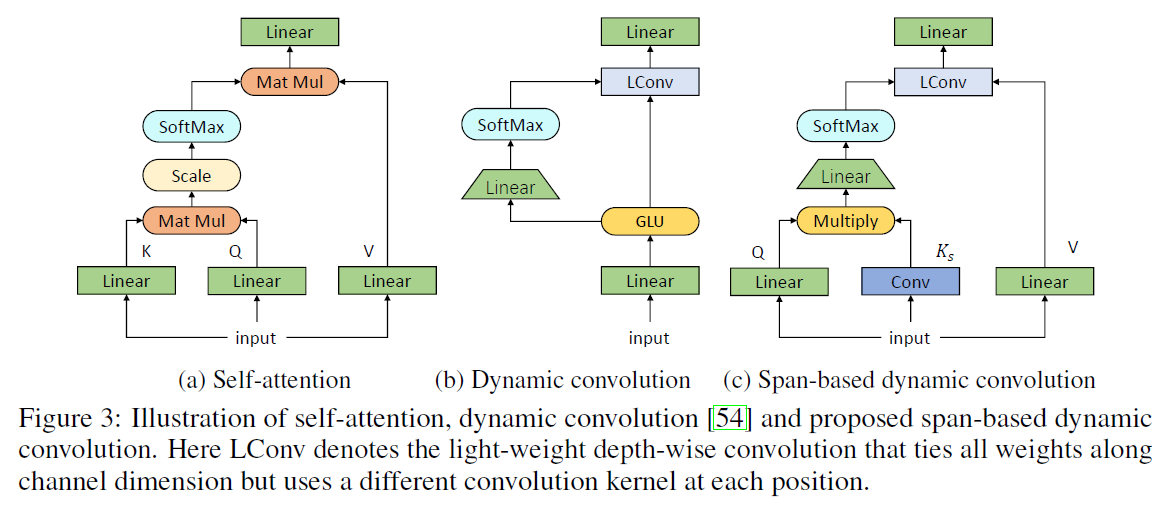 Linear
Mat Mul
SoftMax
Scale
Mat Mul
K
Q
V
Linear
Linear
Linear
input
(a) Self-attention
Linear
LConv
SoftMax
Linear
GLU
Linear
input
(b) Dynamic convolution
Linear
LConv
SoftMax
Linear
Multiply
Q
Kₛ
V
Linear
Conv
Linear
input
(c) Span-based dynamic convolution
Figure 3: Illustration of self-attention, dynamic convolution [54] and proposed span-based dynamic
convolution. Here LConv denotes the light-weight depth-wise convolution that ties all weights along
channel dimension but uses a different convolution kernel at each position.